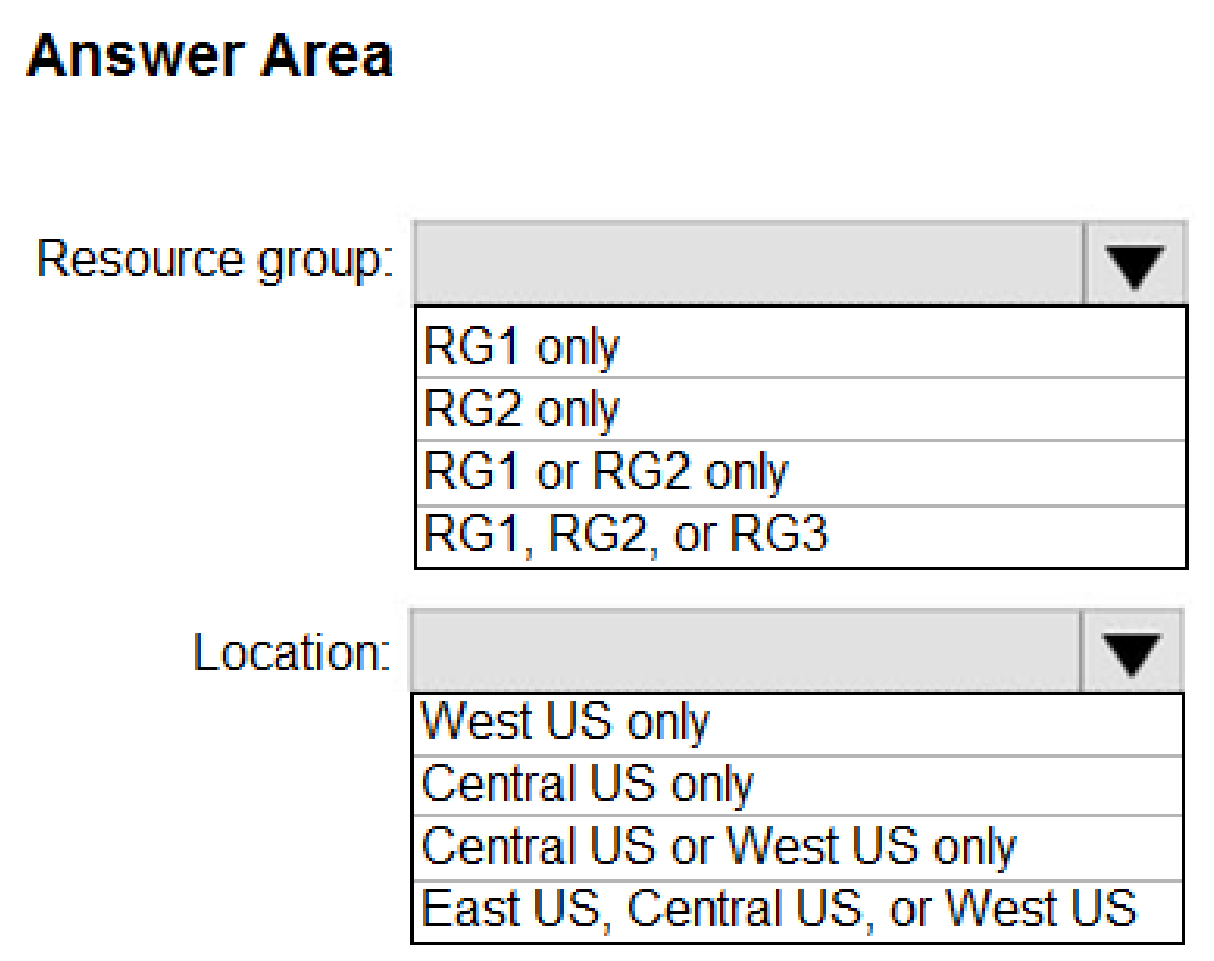 Answer Area
Resource group:
RG1 only
RG2 only
RG1 or RG2 only
RG1, RG2, or RG3
Location:
West US only
Central US only
Central US or West US only
East US, Central US, or West US